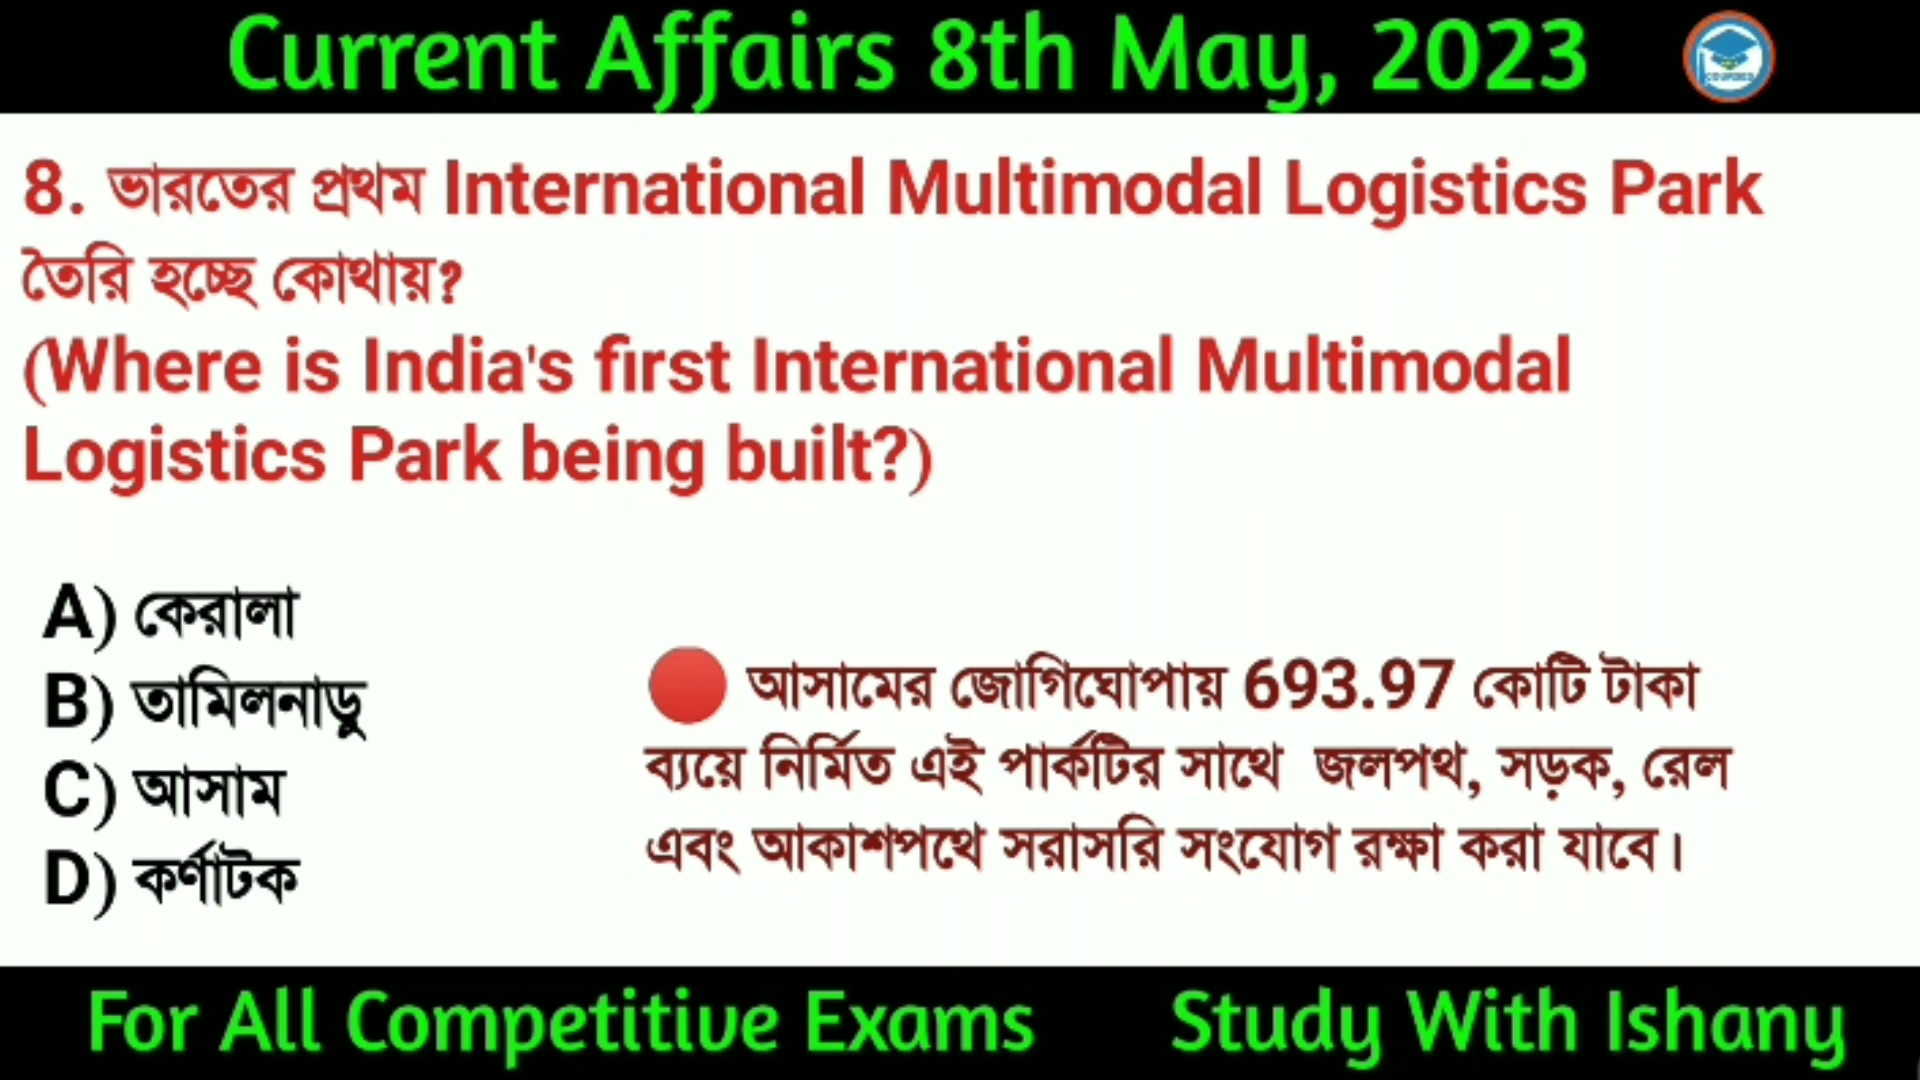 Current Affairs 8th May, 2023
COURSES
8. ভারতের প্রথম International Multimodal Logistics Park
তৈরি হচ্ছে কোথায়?
(Where is India's first International Multimodal
Logistics Park being built?)
A) কেরালা
B) তামিলনাড়ু
C) আসাম
D) কর্ণাটক
আসামের জোগিঘোপায় 693.97 কোটি টাকা
ব্যয়ে নির্মিত এই পার্কটির সাথে জলপথ, সড়ক, রেল
এবং আকাশপথে সরাসরি সংযোগ রক্ষা করা যাবে।
For All Competitive Exams Study With Ishany